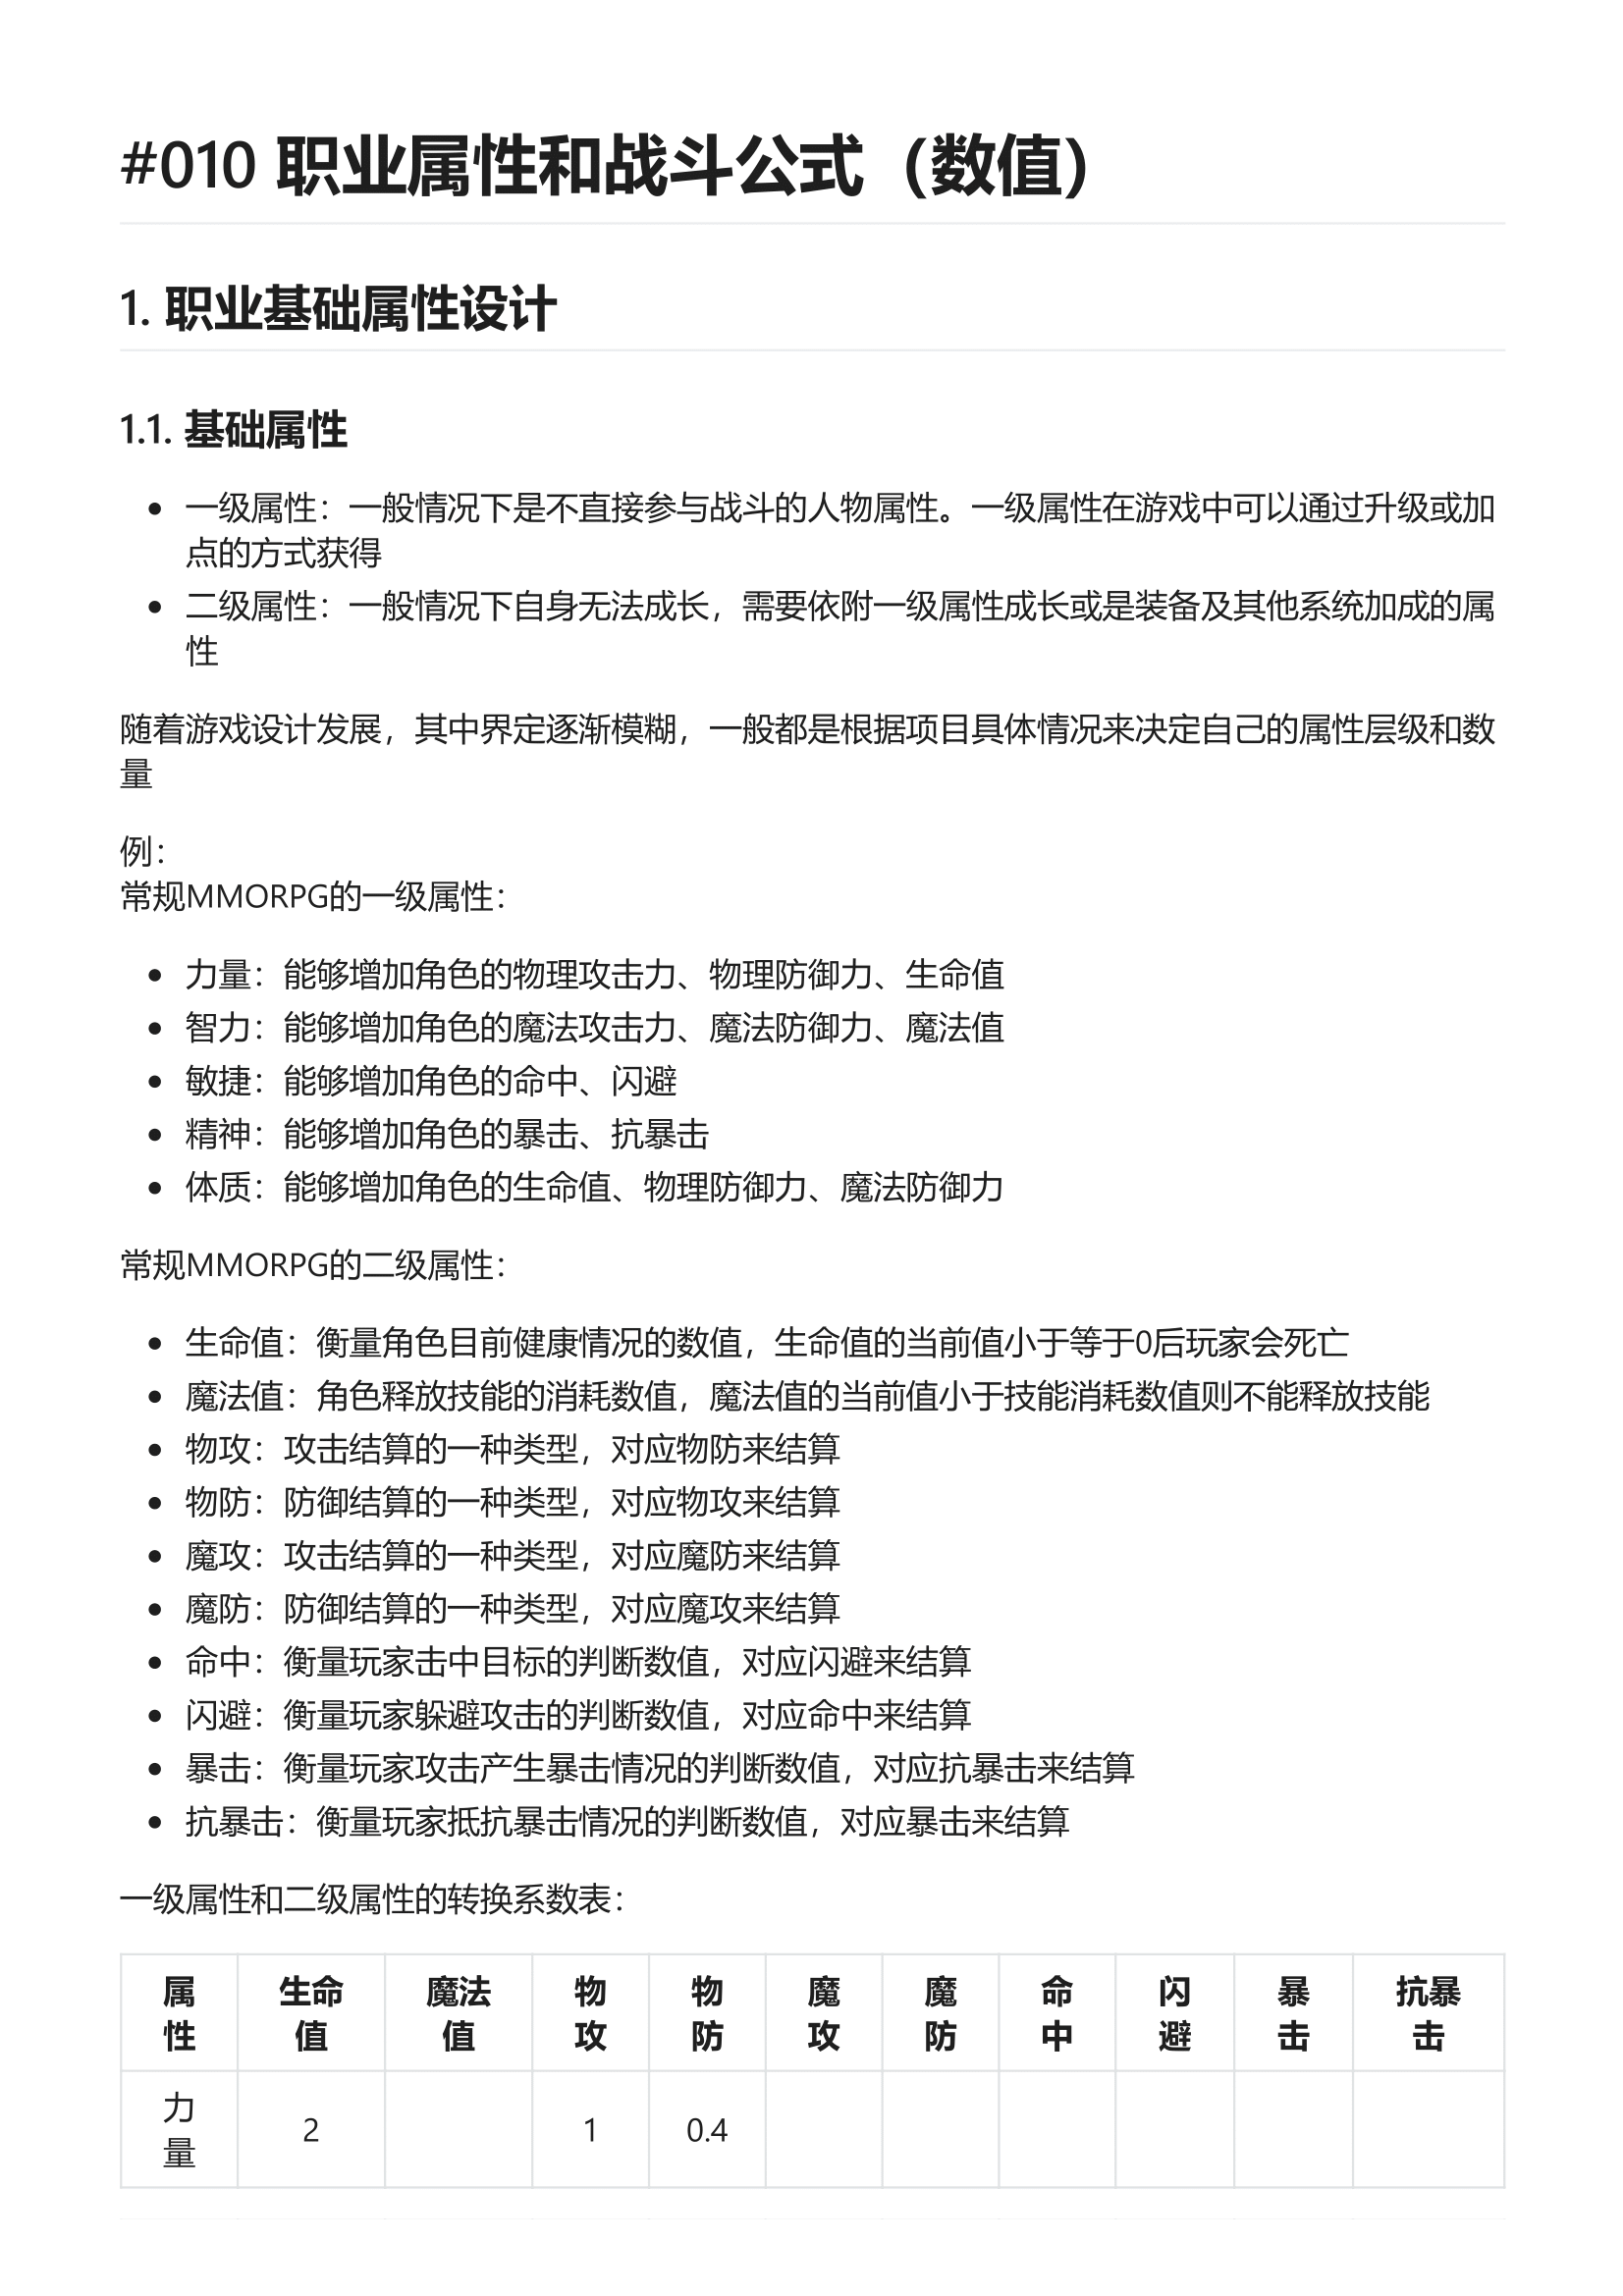 #010 职业属性和战斗公式（数值）
1. 职业基础属性设计
1.1. 基础属性
• 一级属性：一般情况下是不直接参与战斗的人物属性。一级属性在游戏中可以通过升级或加
点的方式获得
• 二级属性：一般情况下自身无法成长，需要依附一级属性成长或是装备及其他系统加成的属
性
随着游戏设计发展，其中界定逐渐模糊，一般都是根据项目具体情况来决定自己的属性层级和数
量
例：
常规MMORPG的一级属性：
• 力量：能够增加角色的物理攻击力、物理防御力、生命值
• 智力：能够增加角色的魔法攻击力、魔法防御力、魔法值
• 敏捷：能够增加角色的命中、闪避
• 精神：能够增加角色的暴击、抗暴击
• 体质：能够增加角色的生命值、物理防御力、魔法防御力
常规MMORPG的二级属性：
• 生命值：衡量角色目前健康情况的数值，生命值的当前值小于等于0后玩家会死亡
• 魔法值：角色释放技能的消耗数值，魔法值的当前值小于技能消耗数值则不能释放技能
• 物攻：攻击结算的一种类型，对应物防来结算
• 物防：防御结算的一种类型，对应物攻来结算
• 魔攻：攻击结算的一种类型，对应魔防来结算
• 魔防：防御结算的一种类型，对应魔攻来结算
• 命中：衡量玩家击中目标的判断数值，对应闪避来结算
• 闪避：衡量玩家躲避攻击的判断数值，对应命中来结算
• 暴击：衡量玩家攻击产生暴击情况的判断数值，对应抗暴击来结算
• 抗暴击：衡量玩家抵抗暴击情况的判断数值，对应暴击来结算
一级属性和二级属性的转换系数表：
属性 生命值 魔法值 物攻 物防 魔攻 魔防 命中 闪避 暴击 抗暴击
力量 2 1 0.4